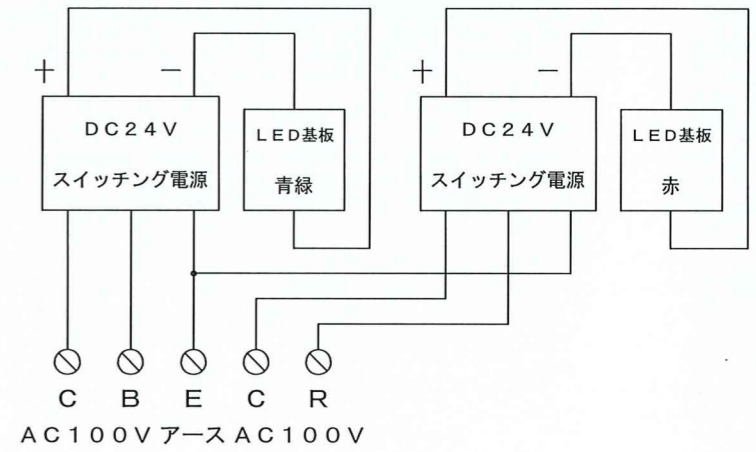 + − + −
DC24V
スイッチング電源
LED基板
青緑
DC24V
スイッチング電源
LED基板
赤
C B E C R
AC100V アース AC100V